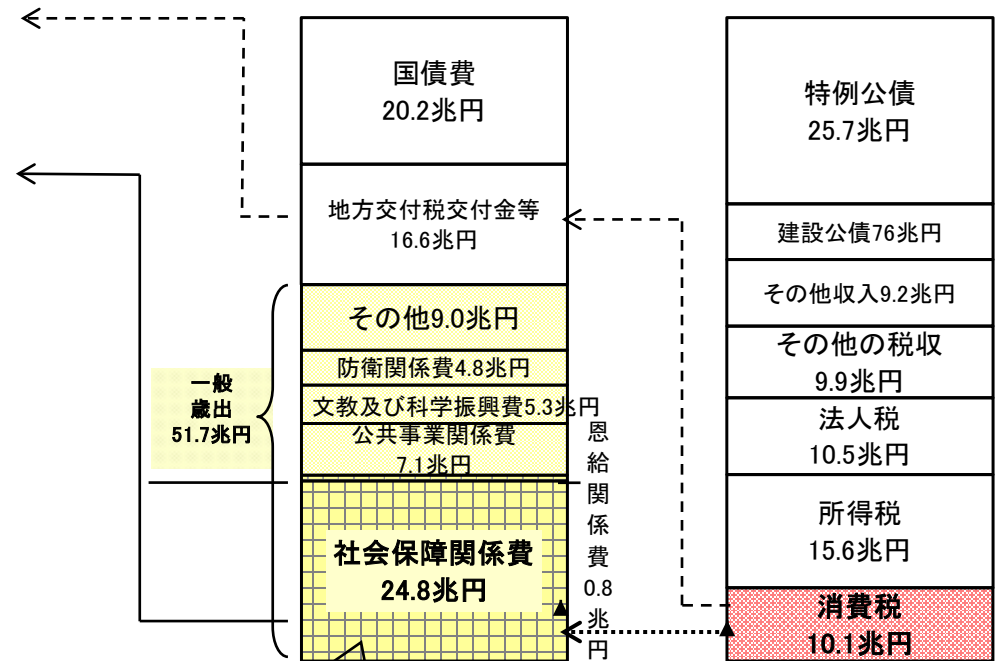 国債費
20.2兆円
地方交付税交付金等
16.6兆円
その他9.0兆円
防衛関係費4.8兆円
文教及び科学振興費5.3兆円
公共事業関係費
7.1兆円
社会保障関係費
24.8兆円
一般
歳出
51.7兆円
恩給関係費0.8兆円
特例公債
25.7兆円
建設公債76兆円
その他収入9.2兆円
その他の税収
9.9兆円
法人税
10.5兆円
所得税
15.6兆円
消費税
10.1兆円